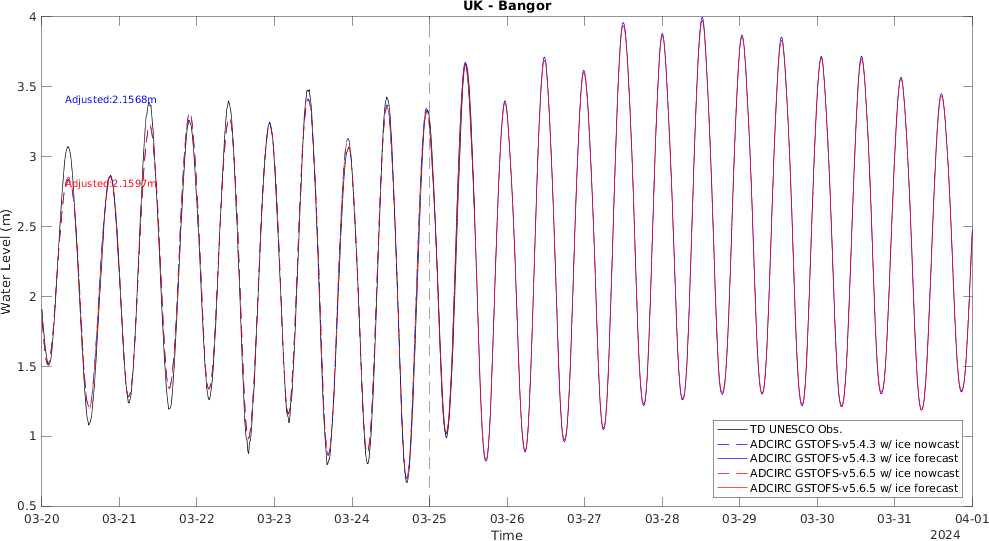 UK - Bangor
4
3.5
3
2.5
2
1.5
1
0.5
Water Level (m)
Adjusted:2.1568m
Adjusted:2.1597m
TD UNESCO Obs.
ADCIRC GSTOFS-v5.4.3 w/ ice nowcast
ADCIRC GSTOFS-v5.4.3 w/ ice forecast
ADCIRC GSTOFS-v5.6.5 w/ ice nowcast
ADCIRC GSTOFS-v5.6.5 w/ ice forecast
03-20 03-21 03-22 03-23 03-24 03-25 03-26 03-27 03-28 03-29 03-30 03-31 04-01
Time
2024